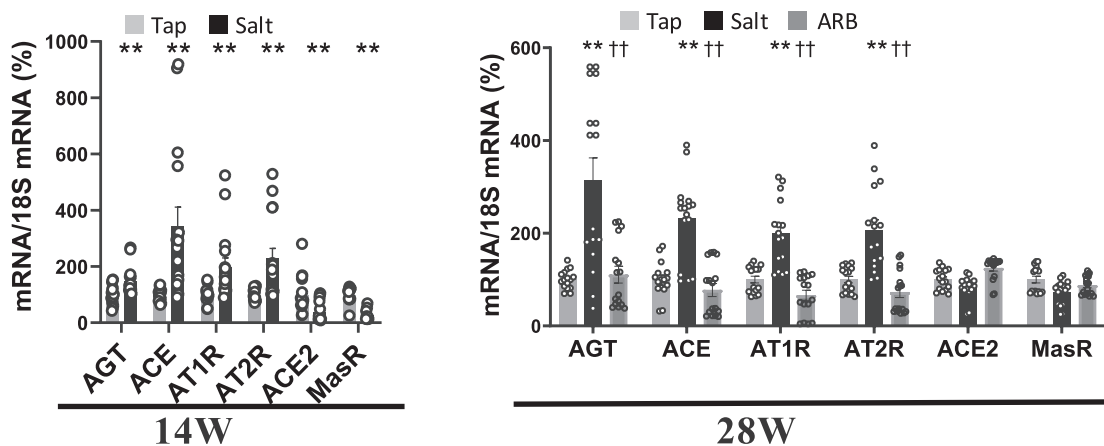 Tap Salt
mRNA/18S mRNA (%)
1000
800
600
400
200
0
** ** ** ** **
AGT ACE AT1R AT2R ACE2 MasR
14W
Tap Salt ARB
mRNA/18S mRNA (%)
600
400
200
0
** †† ** †† ** †† ** ††
AGT ACE AT1R AT2R ACE2 MasR
28W